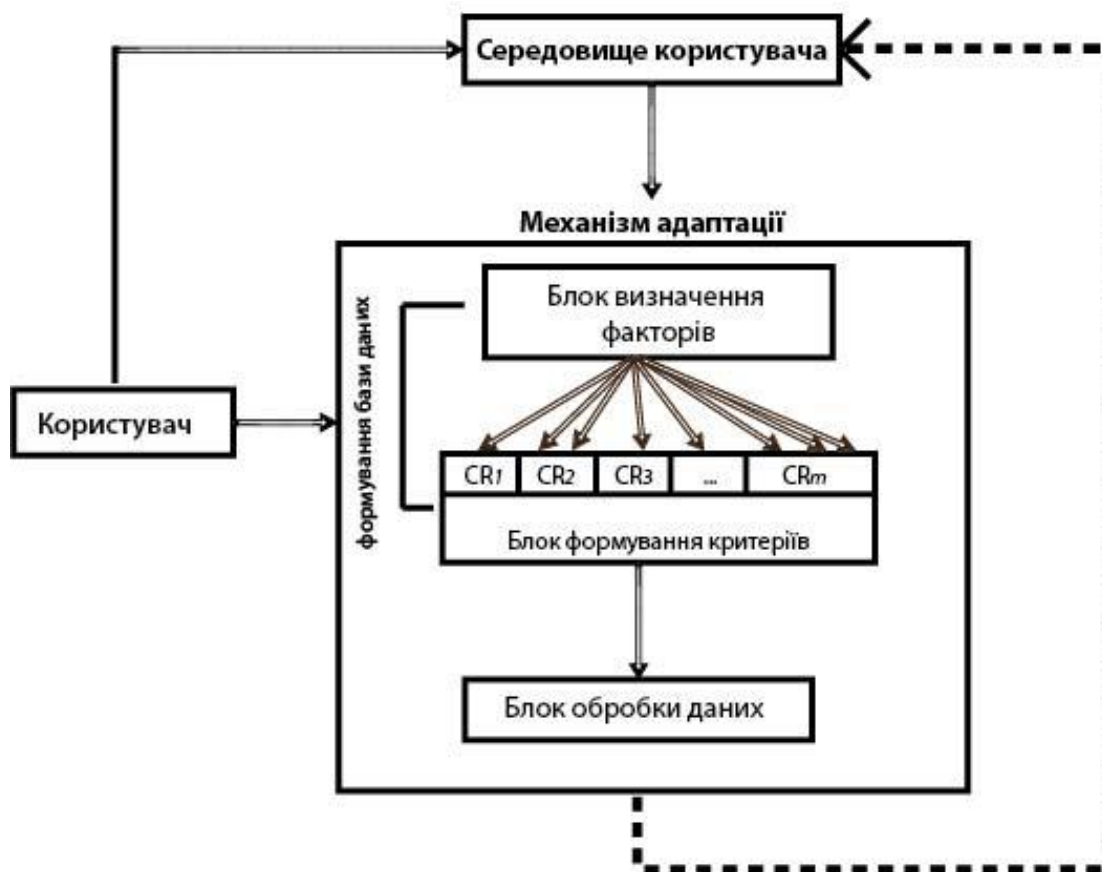 Середовище користувача
Механізм адаптації
Блок визначення
факторів
формування бази даних
Користувач
CR1 CR2 CR3 ... CRm
Блок формування критеріїв
Блок обробки даних